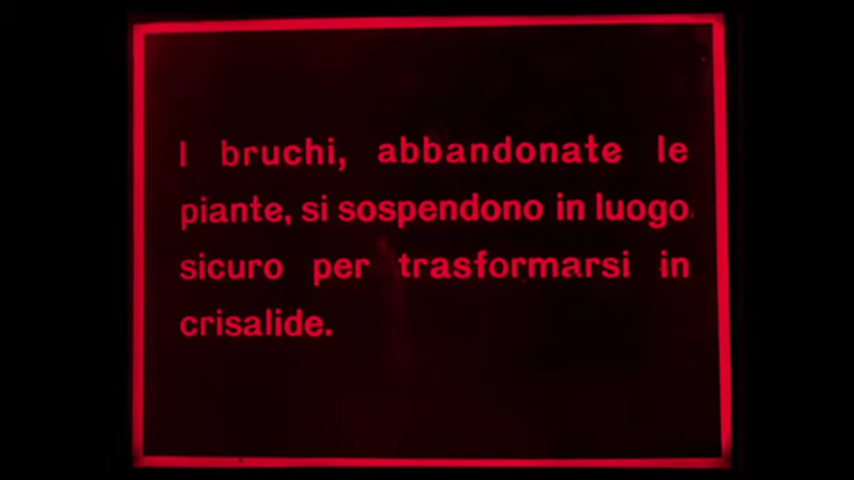 I bruchi, abbandonate le
piante, si sospendono in luogo
sicuro per trasformarsi in
crisalide.